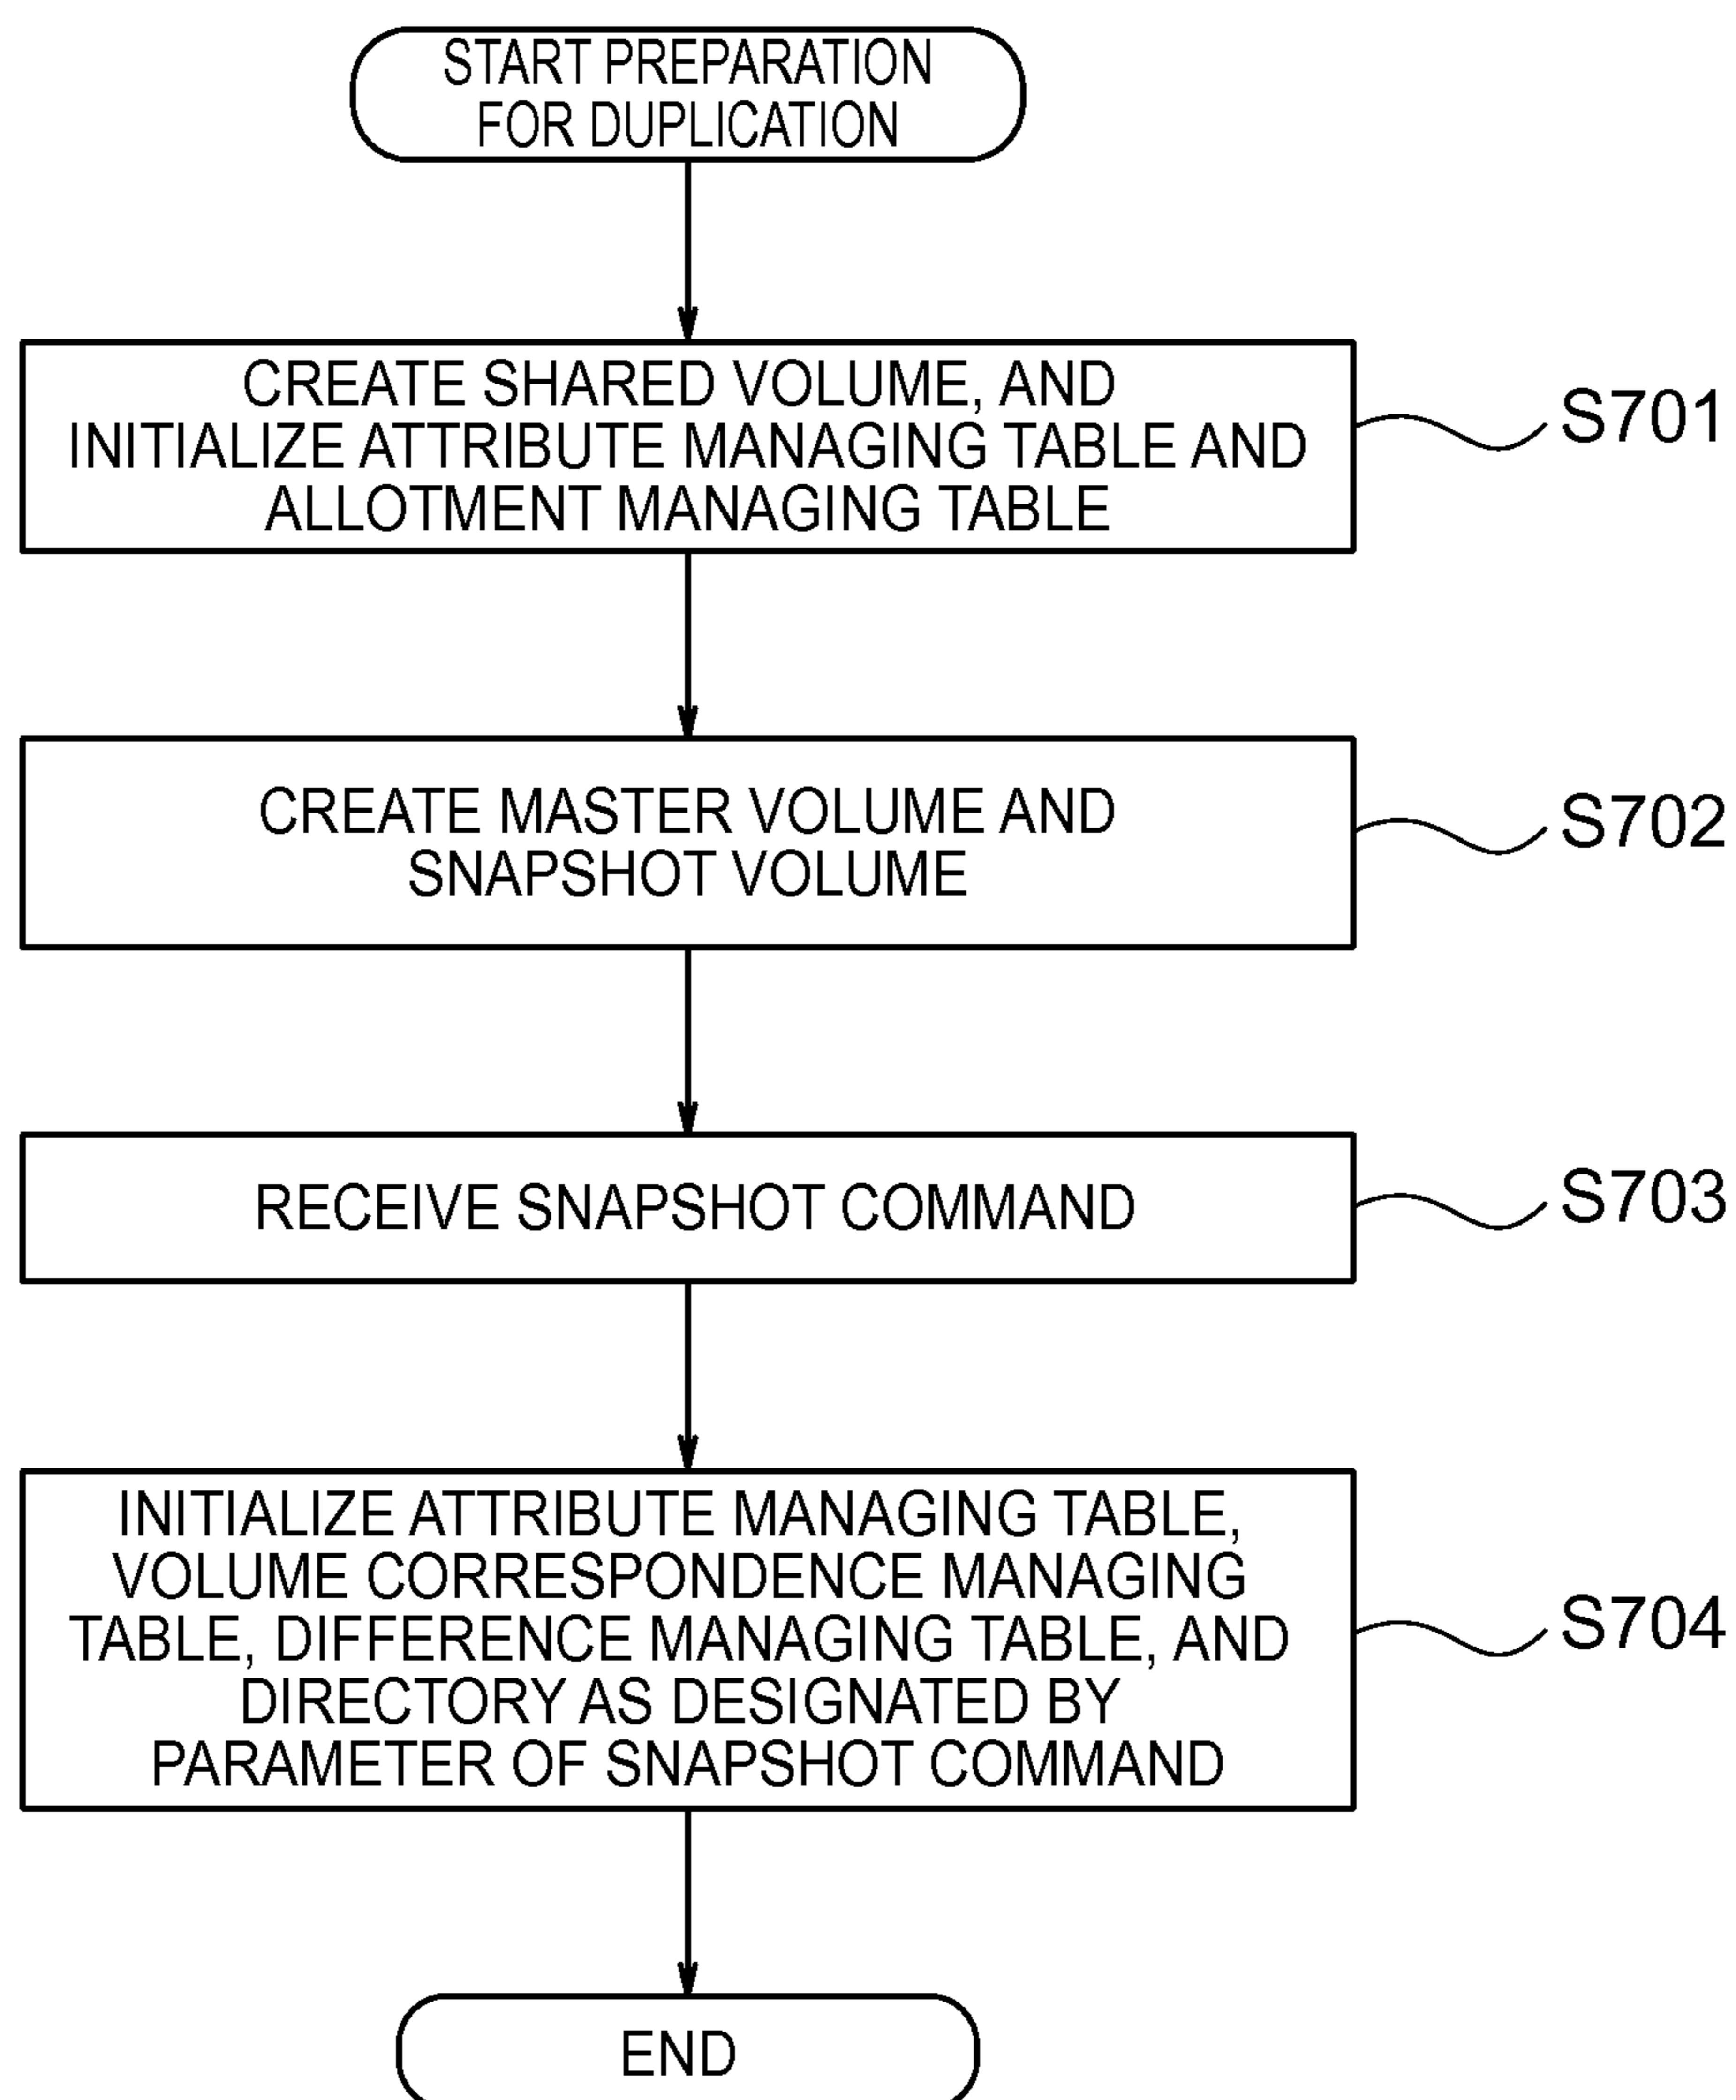 START PREPARATION
FOR DUPLICATION
CREATE SHARED VOLUME, AND
INITIALIZE ATTRIBUTE MANAGING TABLE AND
ALLOTMENT MANAGING TABLE
S701
CREATE MASTER VOLUME AND
SNAPSHOT VOLUME
S702
RECEIVE SNAPSHOT COMMAND
S703
INITIALIZE ATTRIBUTE MANAGING TABLE,
VOLUME CORRESPONDENCE MANAGING
TABLE, DIFFERENCE MANAGING TABLE, AND
DIRECTORY AS DESIGNATED BY
PARAMETER OF SNAPSHOT COMMAND
S704
END